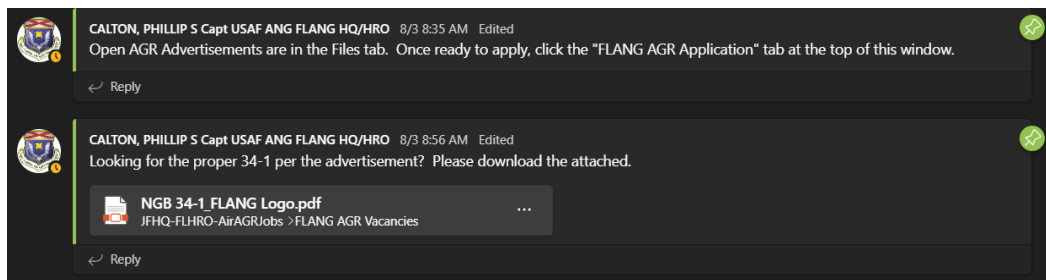 CALTON, PHILLIP S Capt USAF ANG FLANG HQ/HRO 8/3 8:35 AM Edited
Open AGR Advertisements are in the Files tab. Once ready to apply, click the "FLANG AGR Application" tab at the top of this window.
Reply
CALTON, PHILLIP S Capt USAF ANG FLANG HQ/HRO 8/3 8:56 AM Edited
Looking for the proper 34-1 per the advertisement? Please download the attached.
NGB 34-1_FLANG Logo.pdf
JFHQ-FLHRO-AirAGRJobs >FLANG AGR Vacancies
Reply